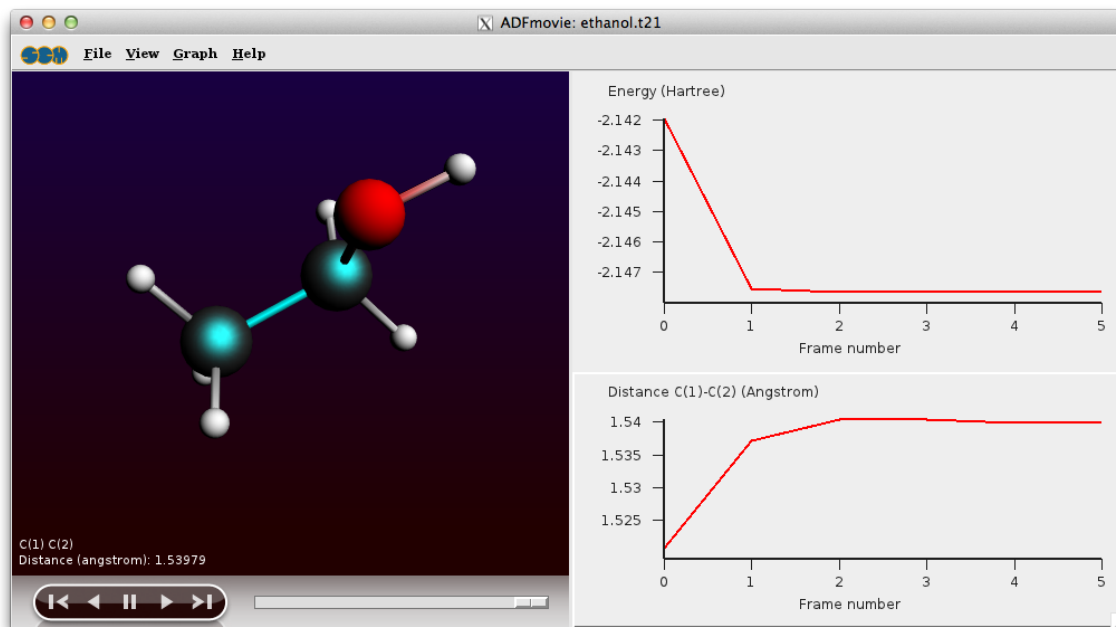 ADFmovie: ethanol.t21
SCM File View Graph Help
Energy (Hartree)
-2.142
-2.143
-2.144
-2.145
-2.146
-2.147
0 1 2 3 4 5
Frame number
Distance C(1)-C(2) (Angstrom)
1.54
1.535
1.53
1.525
0 1 2 3 4 5
Frame number
C(1) C(2)
Distance (angstrom): 1.53979